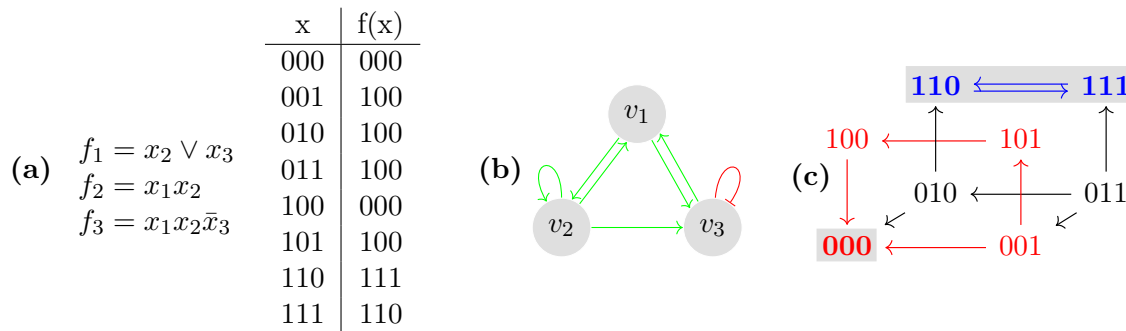 (a)
f₁ = x₂ ∨ x₃
f₂ = x₁x₂
f₃ = x₁x₂x̄₃
x f(x)
000 000
001 100
010 100
011 100
100 000
101 100
110 111
111 110
(b)
v₁
v₂ v₃
(c)
110 111
100 101
010 011
000 001